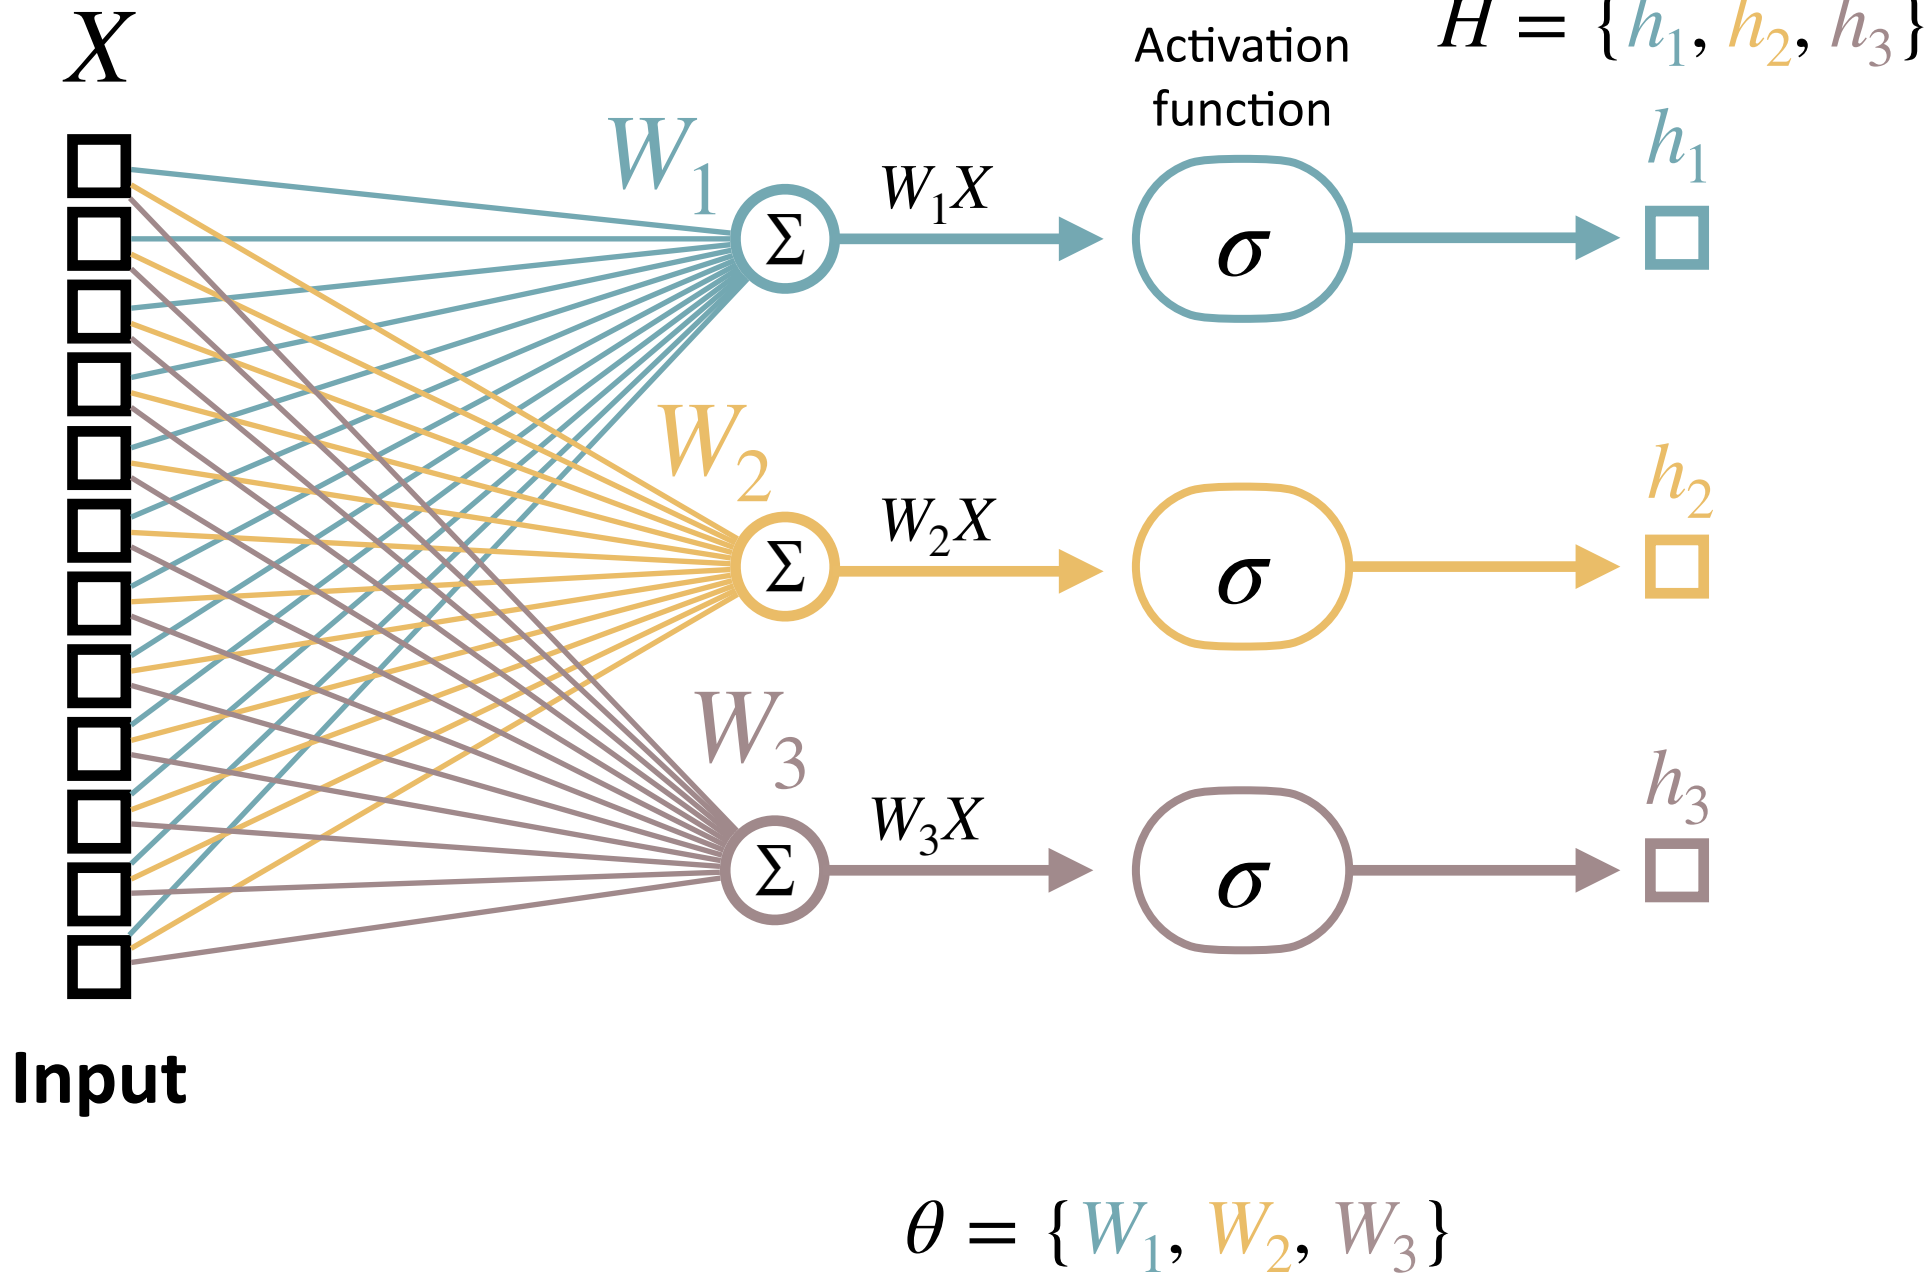 X
Activation
function
H = {h₁, h₂, h₃}
W₁
Σ
W₁X
σ
h₁
W₂
Σ
W₂X
σ
h₂
W₃
Σ
W₃X
σ
h₃
Input
θ = {W₁, W₂, W₃}